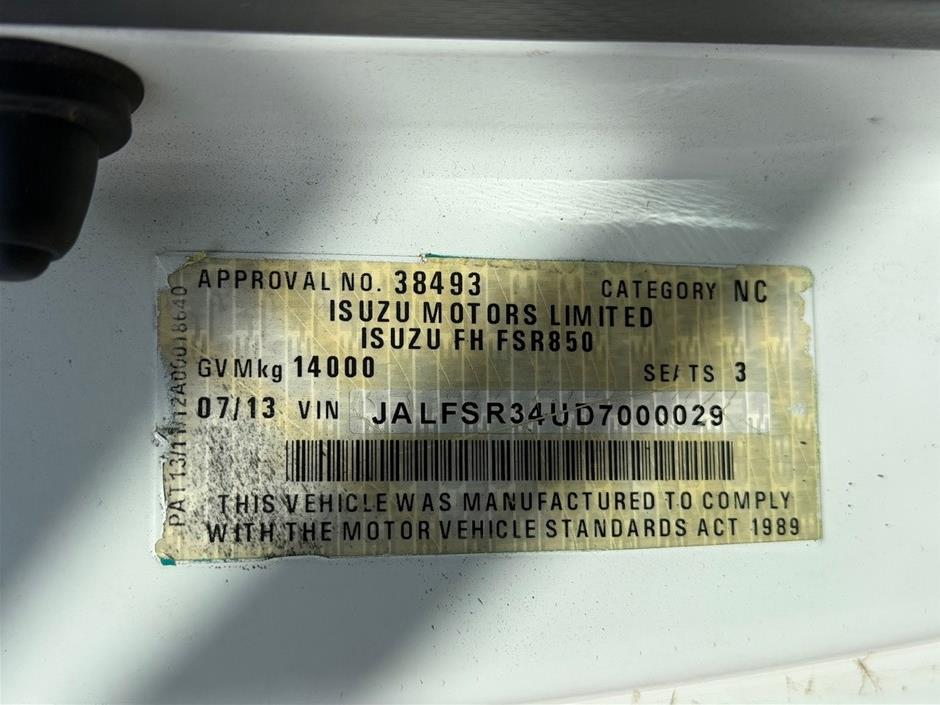 APPROVAL NO. 38493 CATEGORY NC
ISUZU MOTORS LIMITED
ISUZU FH FSR850
GVMkg 14000 SEATS 3
07/13 VIN JALFSR34UD7000029
THIS VEHICLE WAS MANUFACTURED TO COMPLY
WITH THE MOTOR VEHICLE STANDARDS ACT 1989